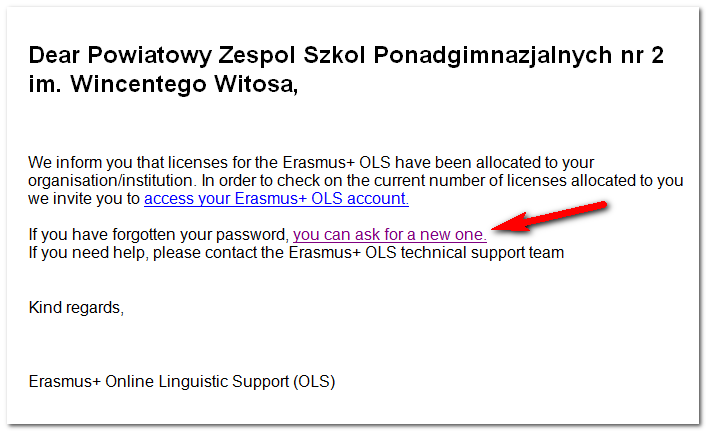 Dear Powiatowy Zespol Szkol Ponadgimnazjalnych nr 2
im. Wincentego Witosa,
We inform you that licenses for the Erasmus+ OLS have been allocated to your
organisation/institution. In order to check on the current number of licenses allocated to you
we invite you to access your Erasmus+ OLS account.
If you have forgotten your password, you can ask for a new one.
If you need help, please contact the Erasmus+ OLS technical support team
Kind regards,
Erasmus+ Online Linguistic Support (OLS)